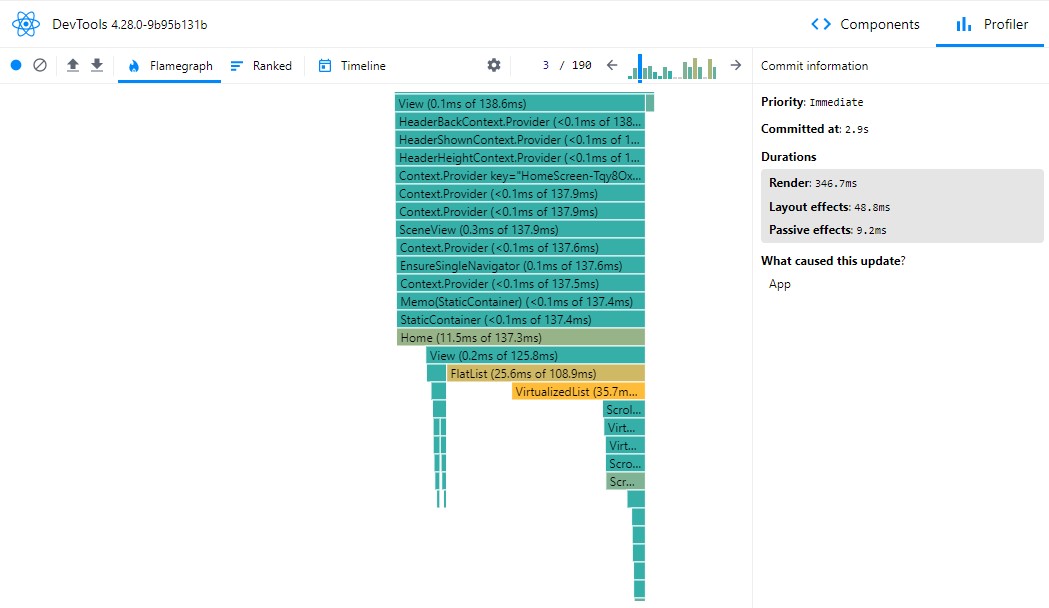 DevTools 4.28.0-9b95b131b
Components
Profiler
Flamegraph
Ranked
Timeline
3 / 190
Commit information
View (0.1ms of 138.6ms)
HeaderBackContext.Provider (<0.1ms of 138...
HeaderShownContext.Provider (<0.1ms of 1...
HeaderHeightContext.Provider (<0.1ms of 1...
Context.Provider key="HomeScreen-Tqy8Ox...
Context.Provider (<0.1ms of 137.9ms)
Context.Provider (<0.1ms of 137.9ms)
SceneView (0.3ms of 137.9ms)
Context.Provider (<0.1ms of 137.6ms)
EnsureSingleNavigator (0.1ms of 137.6ms)
Context.Provider (<0.1ms of 137.5ms)
Memo(StaticContainer) (<0.1ms of 137.4ms)
StaticContainer (<0.1ms of 137.4ms)
Home (11.5ms of 137.3ms)
View (0.2ms of 125.8ms)
FlatList (25.6ms of 108.9ms)
VirtualizedList (35.7m...
Scrol...
Virt...
Virt...
Scro...
Scr...
Priority: Immediate
Committed at: 2.9s
Durations
Render: 346.7ms
Layout effects: 48.8ms
Passive effects: 9.2ms
What caused this update?
App